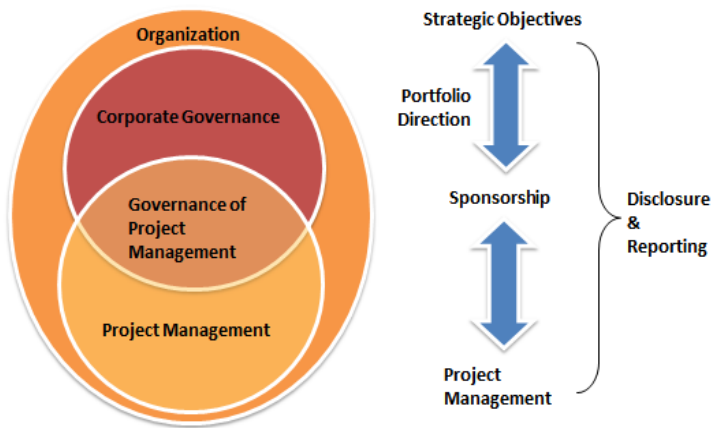 Organization
Corporate Governance
Governance of
Project
Management
Project Management
Strategic Objectives
Portfolio
Direction
Sponsorship
Project
Management
Disclosure
&
Reporting